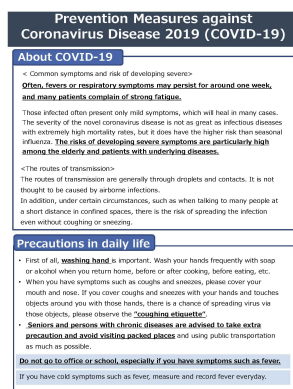 Prevention Measures against
Coronavirus Disease 2019 (COVID-19)
About COVID-19
< Common symptoms and risk of developing severe>
Often, fevers or respiratory symptoms may persist for around one week,
and many patients complain of strong fatigue.
Those infected often present only mild symptoms, which will heal in many cases.
The severity of the novel coronavirus disease is not as great as infectious diseases
with extremely high mortality rates, but it does have the higher risk than seasonal
influenza. The risks of developing severe symptoms are particularly high
among the elderly and patients with underlying diseases.
<The routes of transmission>
The routes of transmission are generally through droplets and contacts. It is not
thought to be caused by airborne infections.
In addition, under certain circumstances, such as when talking to many people at
a short distance in confined spaces, there is the risk of spreading the infection
even without coughing or sneezing.
Precautions in daily life
• First of all, washing hand is important. Wash your hands frequently with soap
or alcohol when you return home, before or after cooking, before eating, etc.
• When you have symptoms such as coughs and sneezes, please cover your
mouth and nose. If you cover coughs and sneezes with your hands and touches
objects around you with those hands, there is a chance of spreading virus via
those objects, please observe the "coughing etiquette".
• Seniors and persons with chronic diseases are advised to take extra
precaution and avoid visiting packed places and using public transportation
as much as possible.
Do not go to office or school, especially if you have symptoms such as fever.
If you have cold symptoms such as fever, measure and record fever everyday.